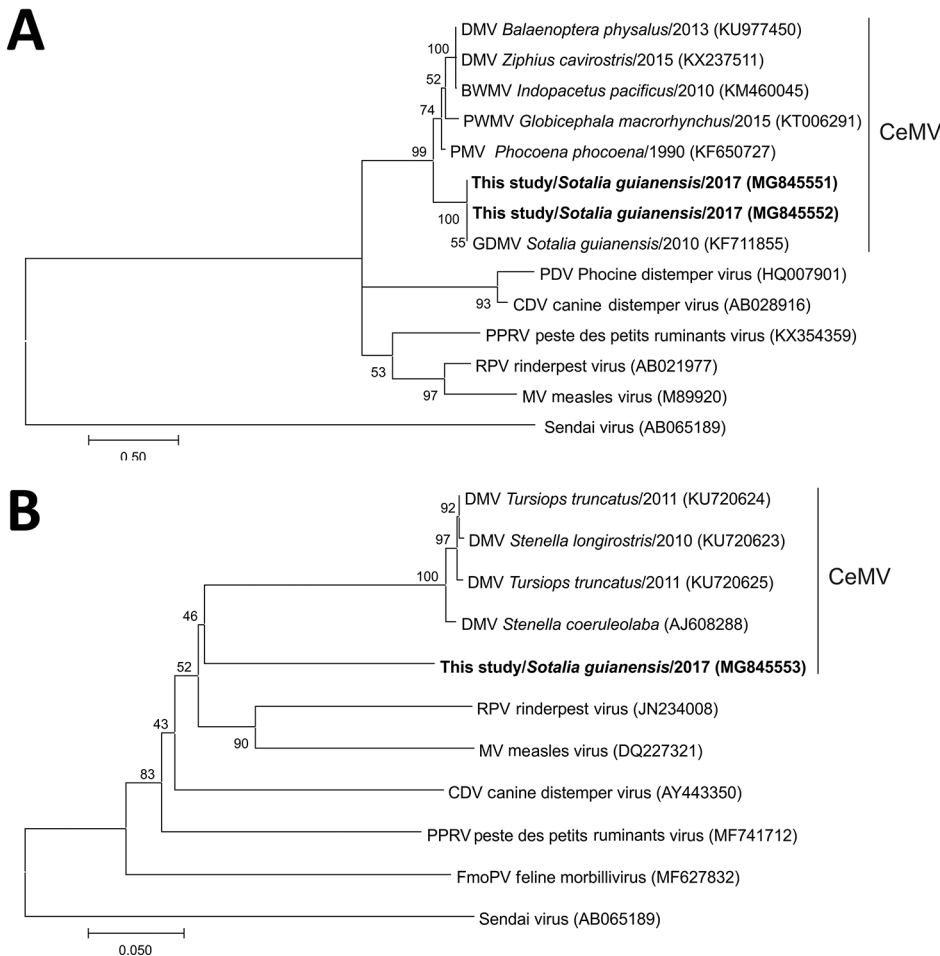 A
DMV Balaenoptera physalus/2013 (KU977450)
100
DMV Ziphius cavirostris/2015 (KX237511)
52
BWMV Indopacetus pacificus/2010 (KM460045)
74
PWMV Globicephala macrorhynchus/2015 (KT006291)
CeMV
99
PMV Phocoena phocoena/1990 (KF650727)
This study/Sotalia guianensis/2017 (MG845551)
This study/Sotalia guianensis/2017 (MG845552)
100
55
GDMV Sotalia guianensis/2010 (KF711855)
PDV Phocine distemper virus (HQ007901)
93
CDV canine distemper virus (AB028916)
PPRV peste des petits ruminants virus (KX354359)
53
RPV rinderpest virus (AB021977)
97
MV measles virus (M89920)
Sendai virus (AB065189)
0.50
B
DMV Tursiops truncatus/2011 (KU720624)
92
97
DMV Stenella longirostris/2010 (KU720623)
100
DMV Tursiops truncatus/2011 (KU720625)
CeMV
46
DMV Stenella coeruleolaba (AJ608288)
52
This study/Sotalia guianensis/2017 (MG845553)
RPV rinderpest virus (JN234008)
43
90
MV measles virus (DQ227321)
83
CDV canine distemper virus (AY443350)
PPRV peste des petits ruminants virus (MF741712)
FmoPV feline morbillivirus (MF627832)
Sendai virus (AB065189)
0.050